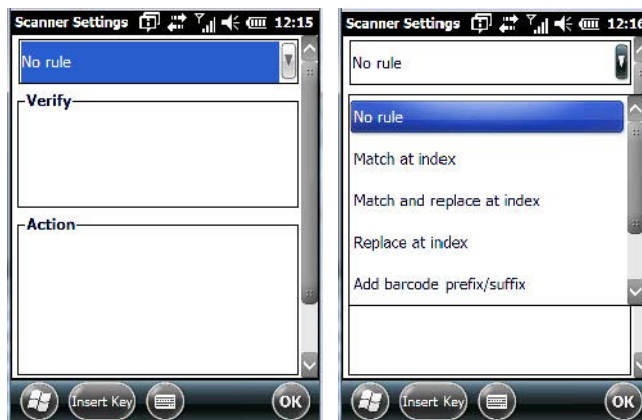 Scanner Settings 12:15
No rule
Verify
Action
Insert Key
OK
Scanner Settings 12:16
No rule
No rule
Match at index
Match and replace at index
Replace at index
Add barcode prefix/suffix
Insert Key
OK